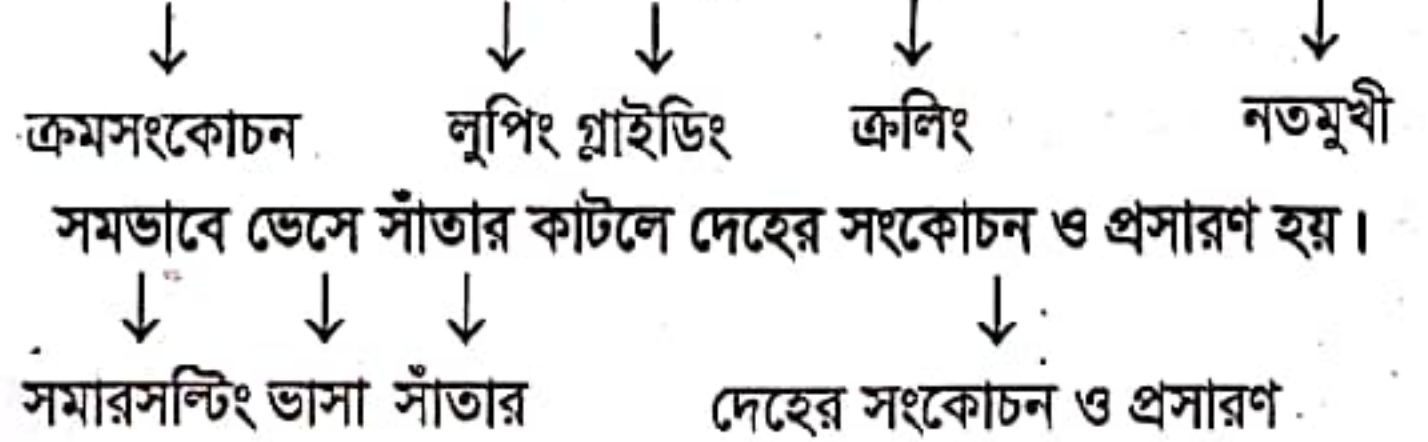 ক্রমসংকোচন লুপিং গ্লাইডিং ক্রলিং নতমুখী
সমভাবে ভেসে সাঁতার কাটলে দেহের সংকোচন ও প্রসারণ হয়।
সমারসল্টিং ভাসা সাঁতার দেহের সংকোচন ও প্রসারণ